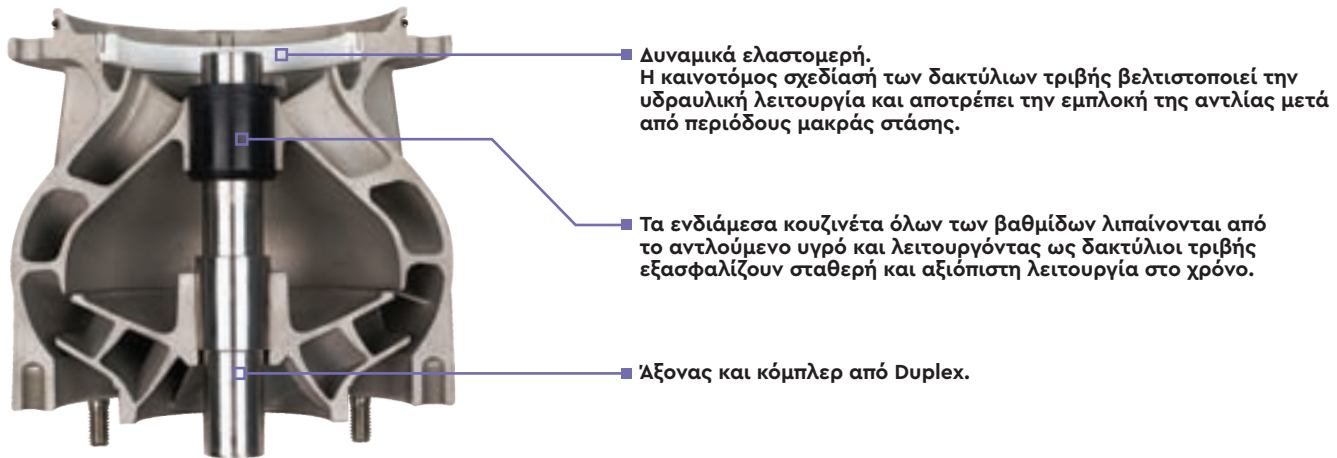 Δυναμικά ελαστομερή.
Η καινοτόμος σχεδίασή των δακτύλιων τριβής βελτιστοποιεί την
υδραυλική λειτουργία και αποτρέπει την εμπλοκή της αντλίας μετά
από περιόδους μακράς στάσης.
Τα ενδιάμεσα κουζινέτα όλων των βαθμίδων λιπαίνονται από
το αντλούμενο υγρό και λειτουργόντας ως δακτύλιοι τριβής
εξασφαλίζουν σταθερή και αξιόπιστη λειτουργία στο χρόνο.
Άξονας και κόμπλερ από Duplex.